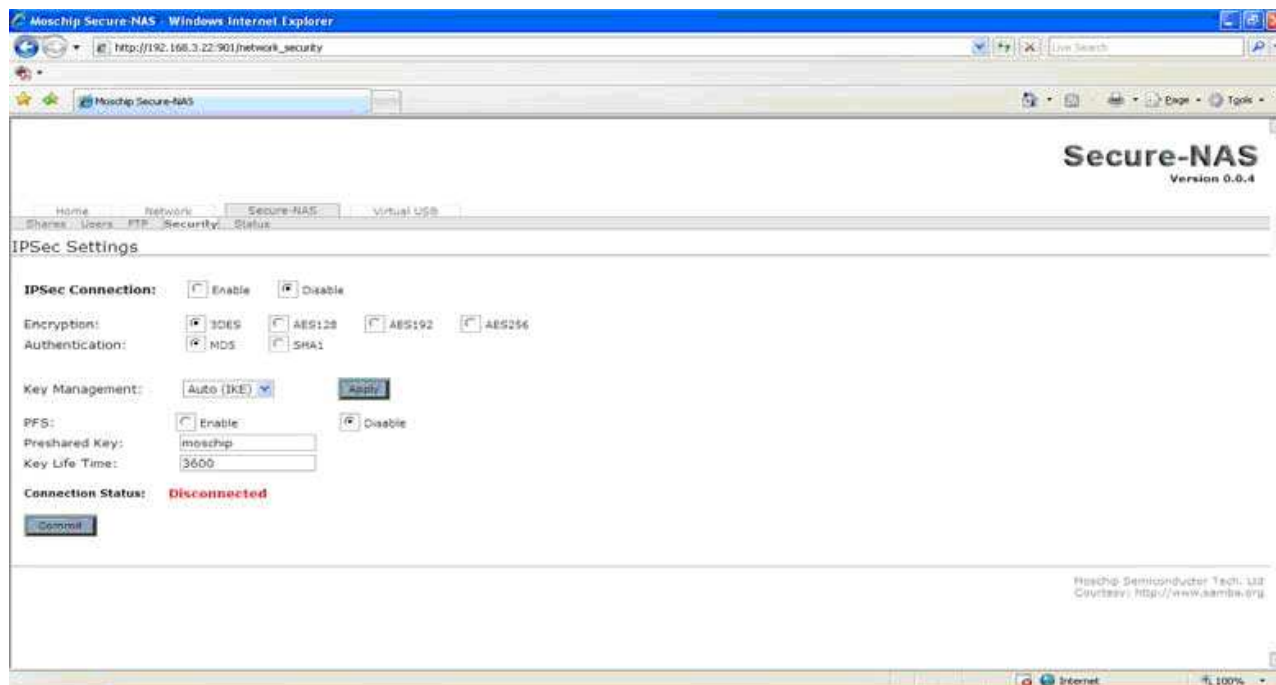 Moschip Secure-NAS - Windows Internet Explorer
http://192.168.3.22:901/network_security
Live Search
Moschip Secure-NAS
Page Tools
Secure-NAS
Version 0.0.4
Home Network Secure-NAS Virtual USB
Shares Users FTP Security Status
IPSec Settings
IPSec Connection: Enable Disable
Encryption: 3DES AES128 AES192 AES256
Authentication: MD5 SHA1
Key Management: Auto (IKE) Apply
PFS: Enable Disable
Preshared Key: moschip
Key Life Time: 3600
Connection Status: Disconnected
Commit
Moschip Semiconductor Tech. Ltd
Courtesy: http://www.samba.org
Internet 100%